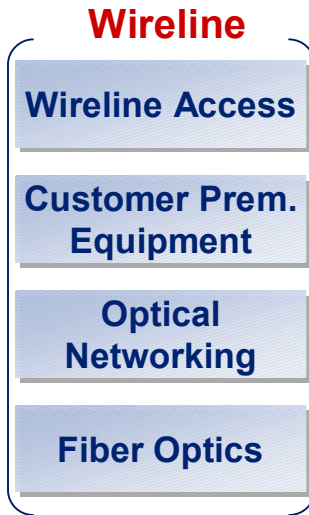 Wireline
Wireline Access
Customer Prem.
Equipment
Optical
Networking
Fiber Optics